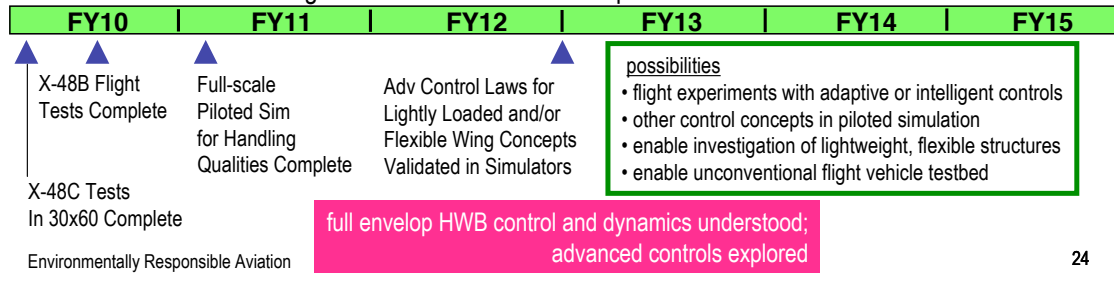 FY10 | FY11 | FY12 | FY13 | FY14 | FY15
X-48B Flight
Tests Complete
Full-scale
Piloted Sim
for Handling
Qualities Complete
Adv Control Laws for
Lightly Loaded and/or
Flexible Wing Concepts
Validated in Simulators
possibilities
• flight experiments with adaptive or intelligent controls
• other control concepts in piloted simulation
• enable investigation of lightweight, flexible structures
• enable unconventional flight vehicle testbed
X-48C Tests
In 30x60 Complete
full envelop HWB control and dynamics understood;
advanced controls explored
Environmentally Responsible Aviation
24